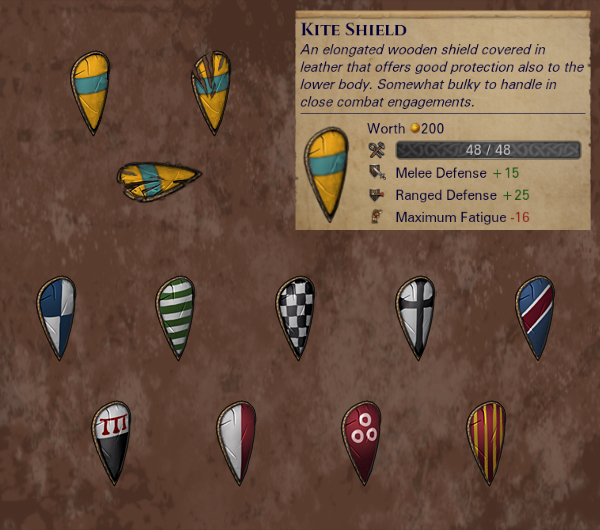 Kite Shield
An elongated wooden shield covered in
leather that offers good protection also to the
lower body. Somewhat bulky to handle in
close combat engagements.
Worth 200
48 / 48
Melee Defense +15
Ranged Defense +25
Maximum Fatigue -16